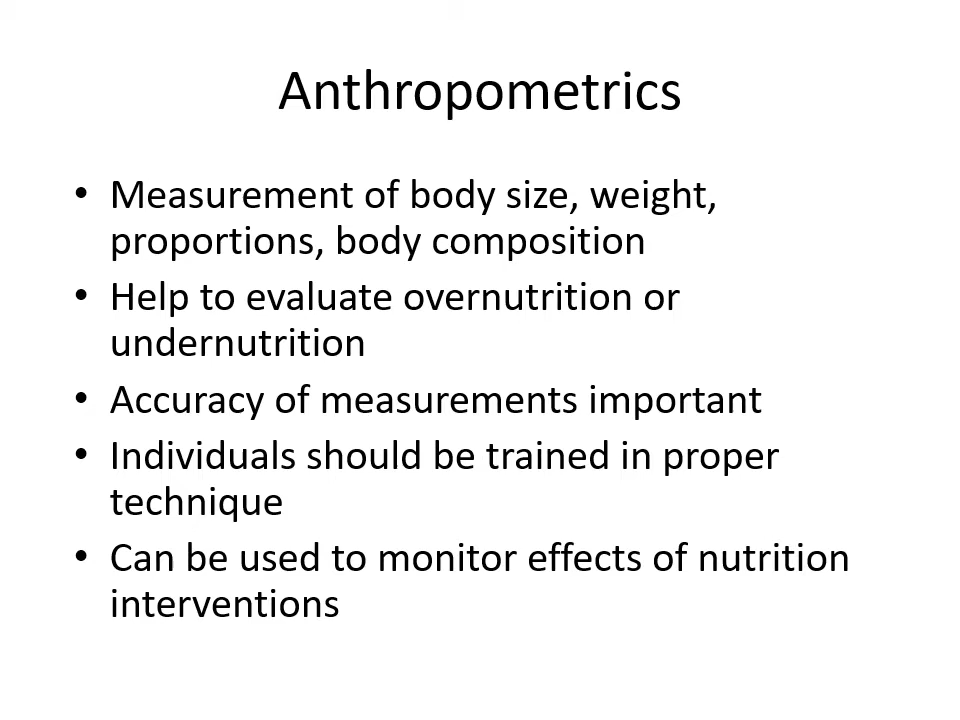 Anthropometrics
• Measurement of body size, weight,
proportions, body composition
• Help to evaluate overnutrition or
undernutrition
• Accuracy of measurements important
• Individuals should be trained in proper
technique
• Can be used to monitor effects of nutrition
interventions